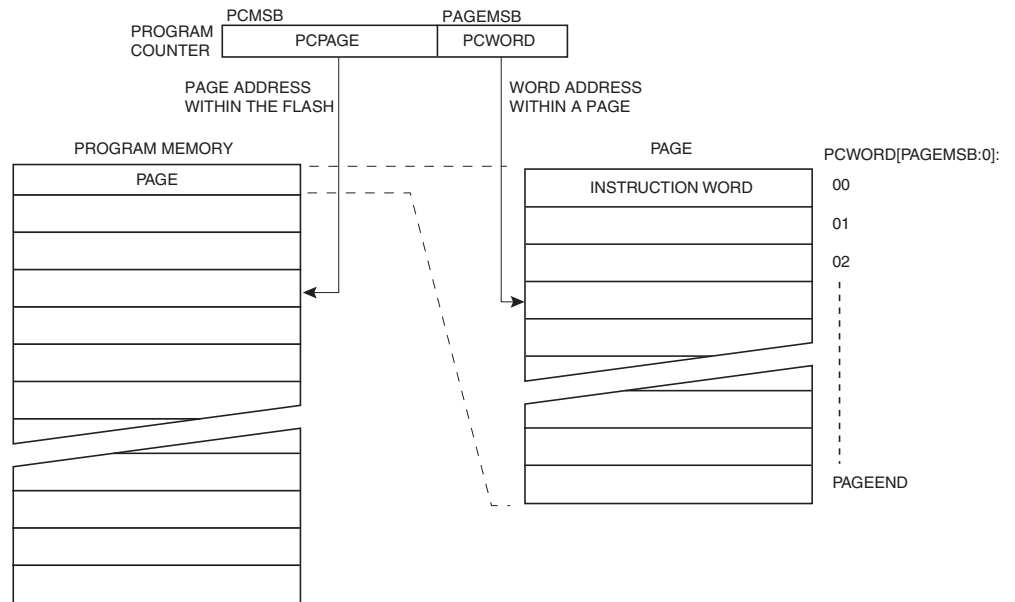 PCMSB PAGEMSB
PROGRAM
COUNTER
PCPAGE PCWORD
PAGE ADDRESS
WITHIN THE FLASH
WORD ADDRESS
WITHIN A PAGE
PROGRAM MEMORY
PAGE
PAGE
PCWORD[PAGEMSB:0]:
INSTRUCTION WORD
00
01
02
PAGEEND